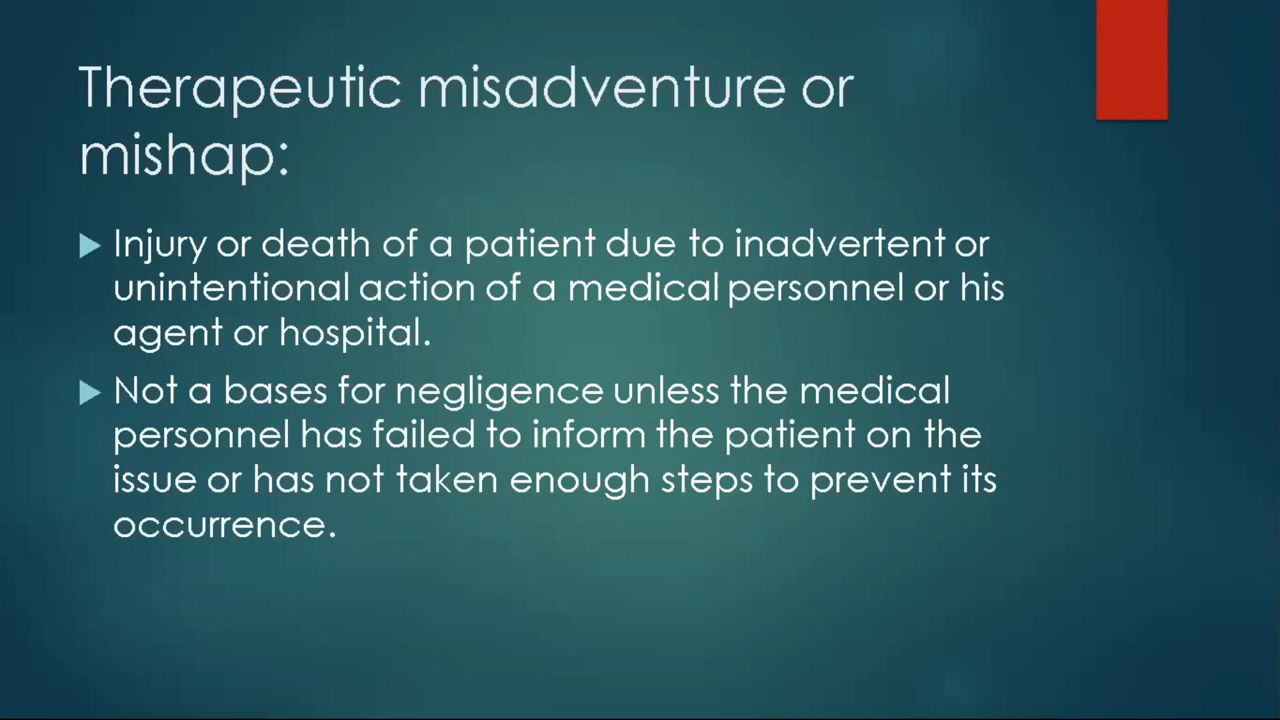 Therapeutic misadventure or
mishap:
Injury or death of a patient due to inadvertent or
unintentional action of a medical personnel or his
agent or hospital.
Not a bases for negligence unless the medical
personnel has failed to inform the patient on the
issue or has not taken enough steps to prevent its
occurrence.